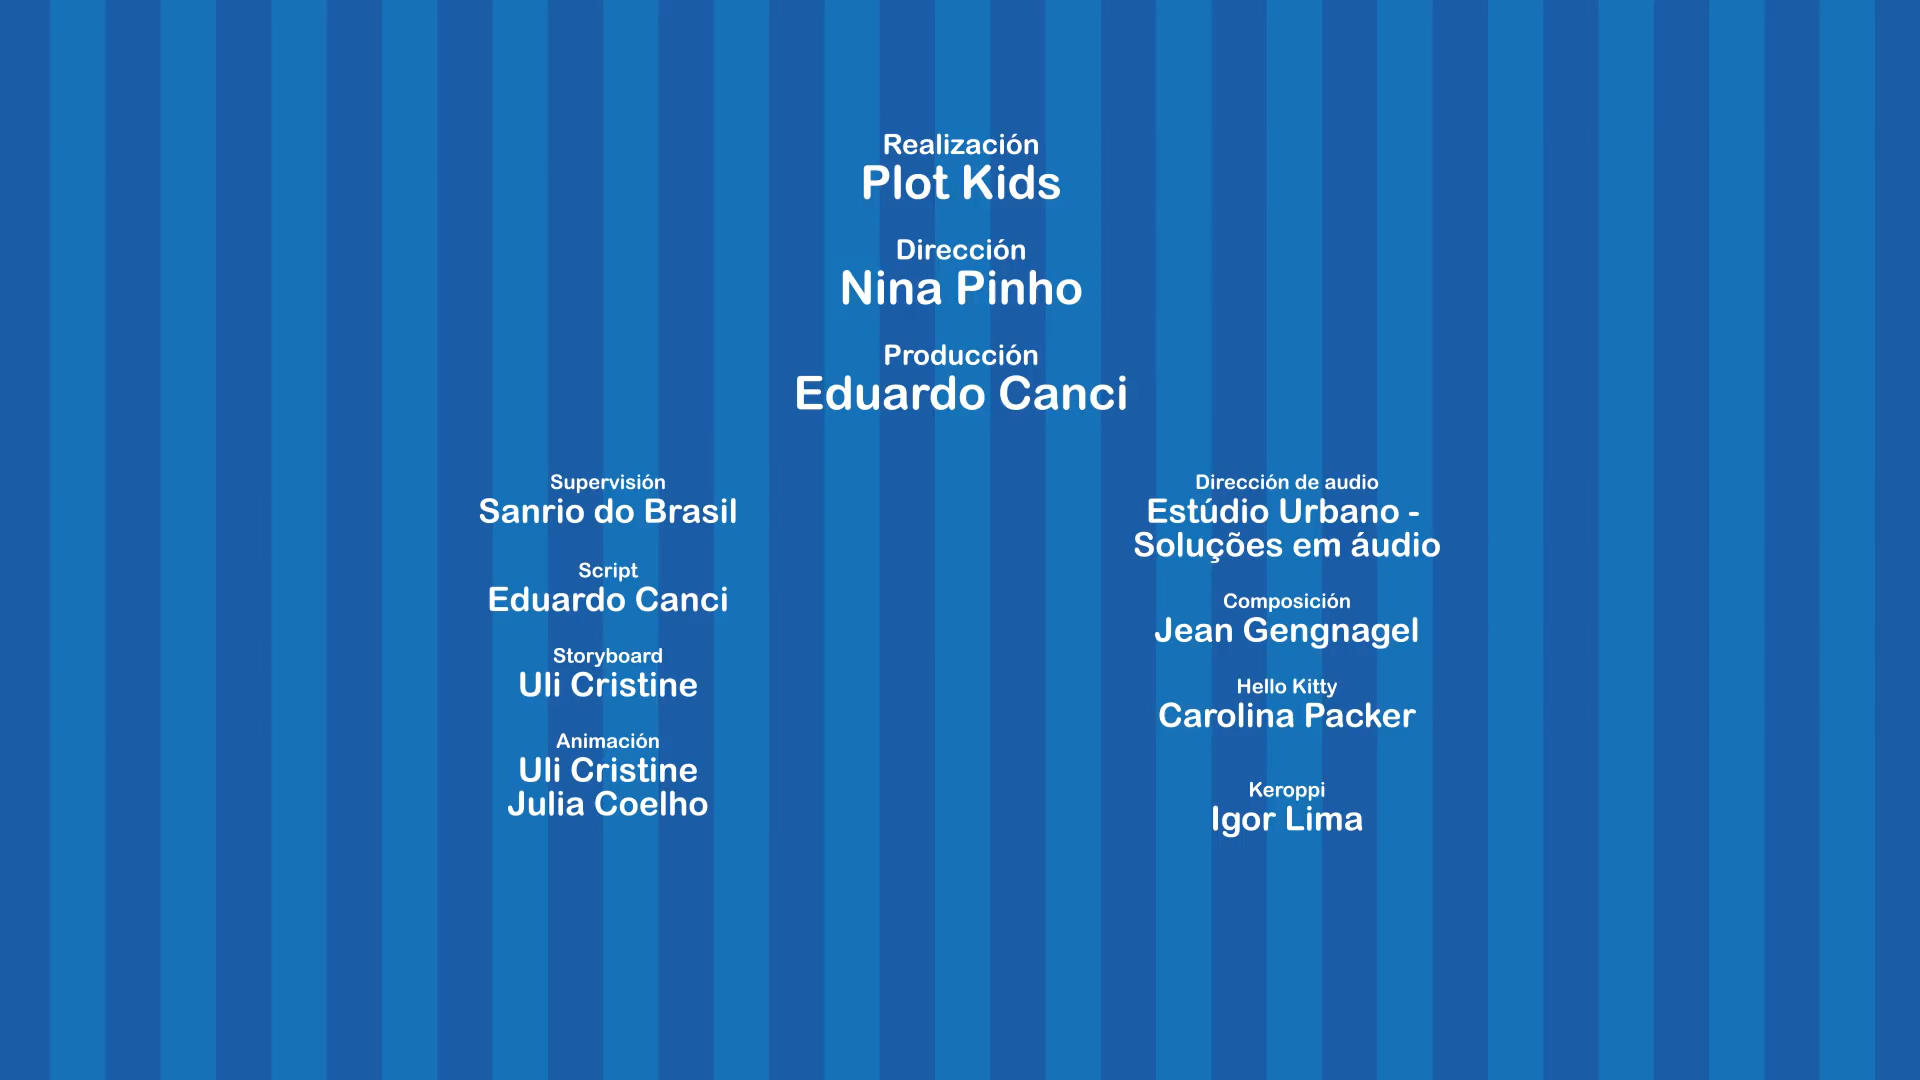 Realización
Plot Kids
Dirección
Nina Pinho
Producción
Eduardo Canci
Supervisión
Sanrio do Brasil
Script
Eduardo Canci
Storyboard
Uli Cristine
Animación
Uli Cristine
Julia Coelho
Dirección de audio
Estúdio Urbano -
Soluções em áudio
Composición
Jean Gengnagel
Hello Kitty
Carolina Packer
Keroppi
Igor Lima